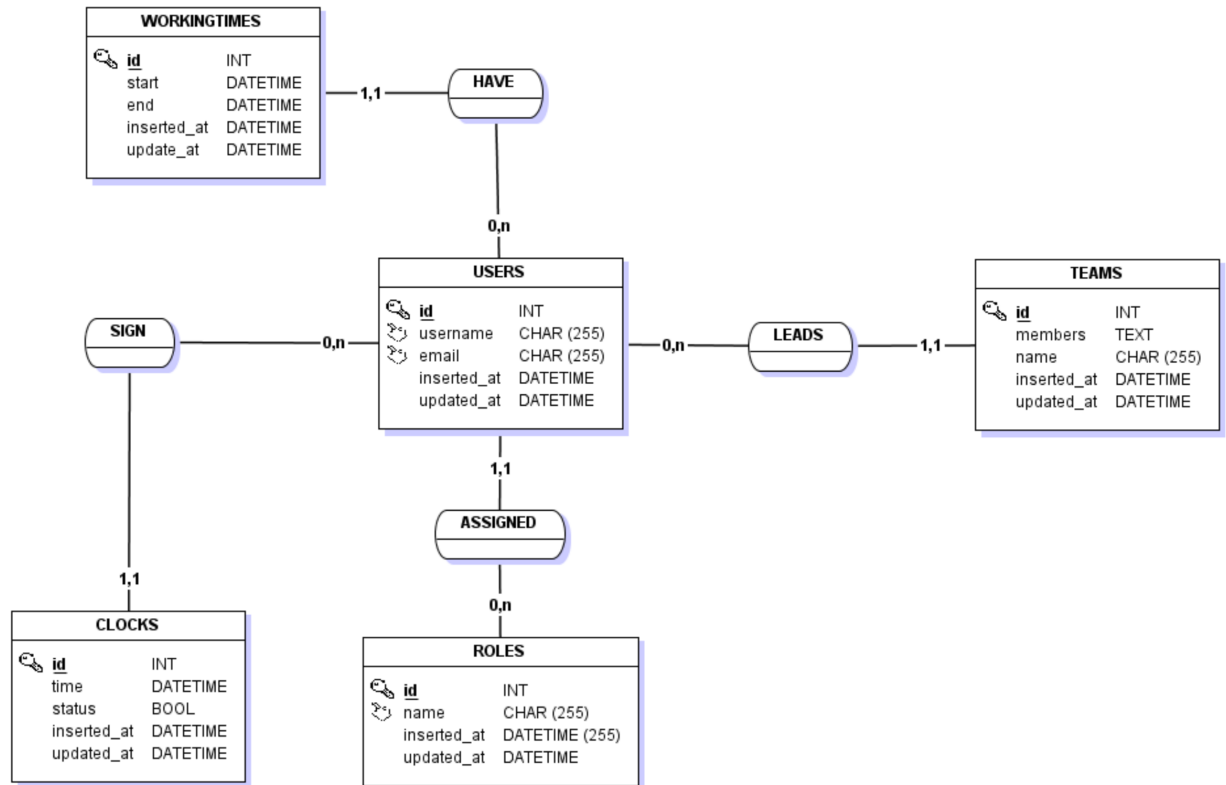 WORKINGTIMES
id INT
start DATETIME
end DATETIME
inserted_at DATETIME
update_at DATETIME
1,1
HAVE
0,n
USERS
id INT
username CHAR (255)
email CHAR (255)
inserted_at DATETIME
updated_at DATETIME
SIGN
0,n
0,n
LEADS
1,1
TEAMS
id INT
members TEXT
name CHAR (255)
inserted_at DATETIME
updated_at DATETIME
1,1
ASSIGNED
0,n
1,1
CLOCKS
id INT
time DATETIME
status BOOL
inserted_at DATETIME
updated_at DATETIME
ROLES
id INT
name CHAR (255)
inserted_at DATETIME (255)
updated_at DATETIME